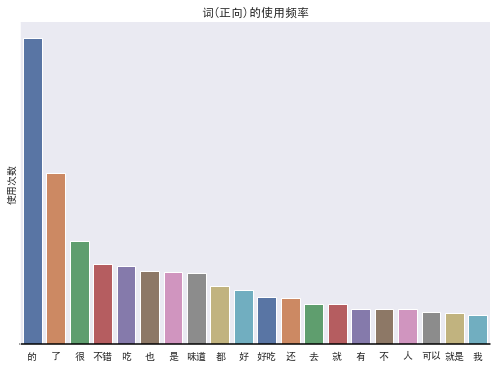 词(正向)的使用频率
使用次数
的 了 很 不错 吃 也 是 味道 都 好 好吃 还 去 就 有 不 人 可以 就是 我